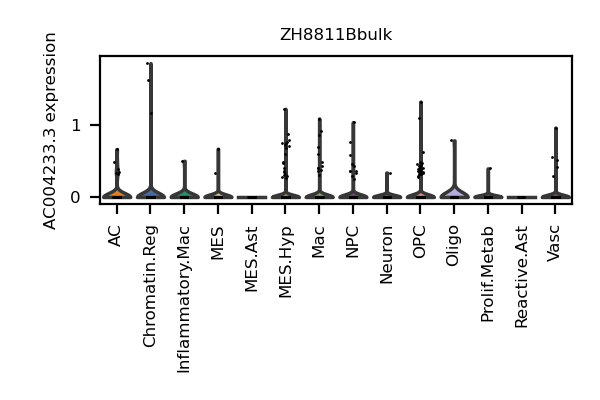 ZH8811Bbulk
AC004233.3 expression
1
0
AC
Chromatin.Reg
Inflammatory.Mac
MES
MES.Ast
MES.Hyp
Mac
NPC
Neuron
OPC
Oligo
Prolif.Metab
Reactive.Ast
Vasc